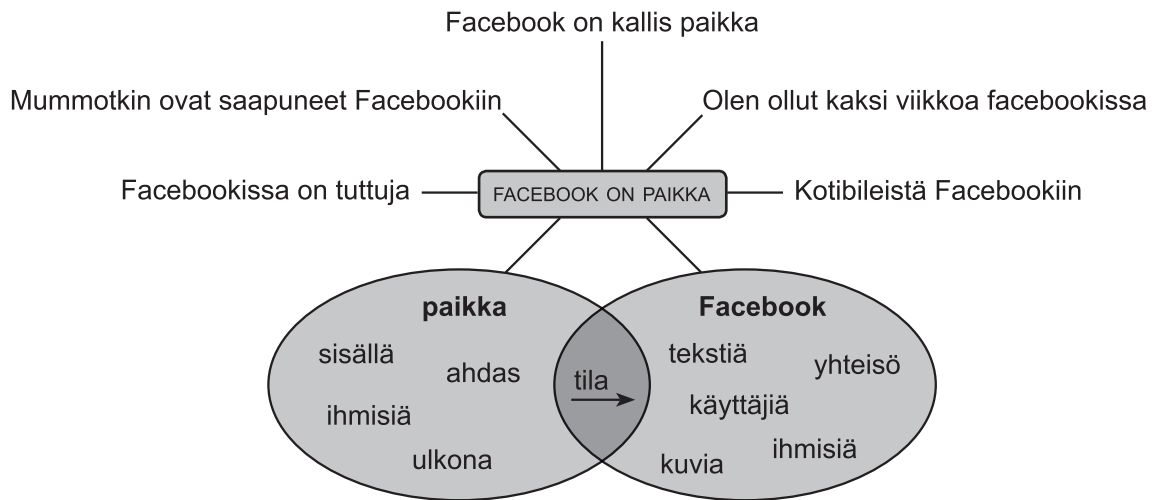 Facebook on kallis paikka
Mummotkin ovat saapuneet Facebookiin
Olen ollut kaksi viikkoa facebookissa
Facebookissa on tuttuja
FACEBOOK ON PAIKKA
Kotibileistä Facebookiin
paikka
sisällä
ahdas
ihmisiä
ulkona
tila
Facebook
tekstiä
yhteisö
käyttäjiä
ihmisiä
kuvia